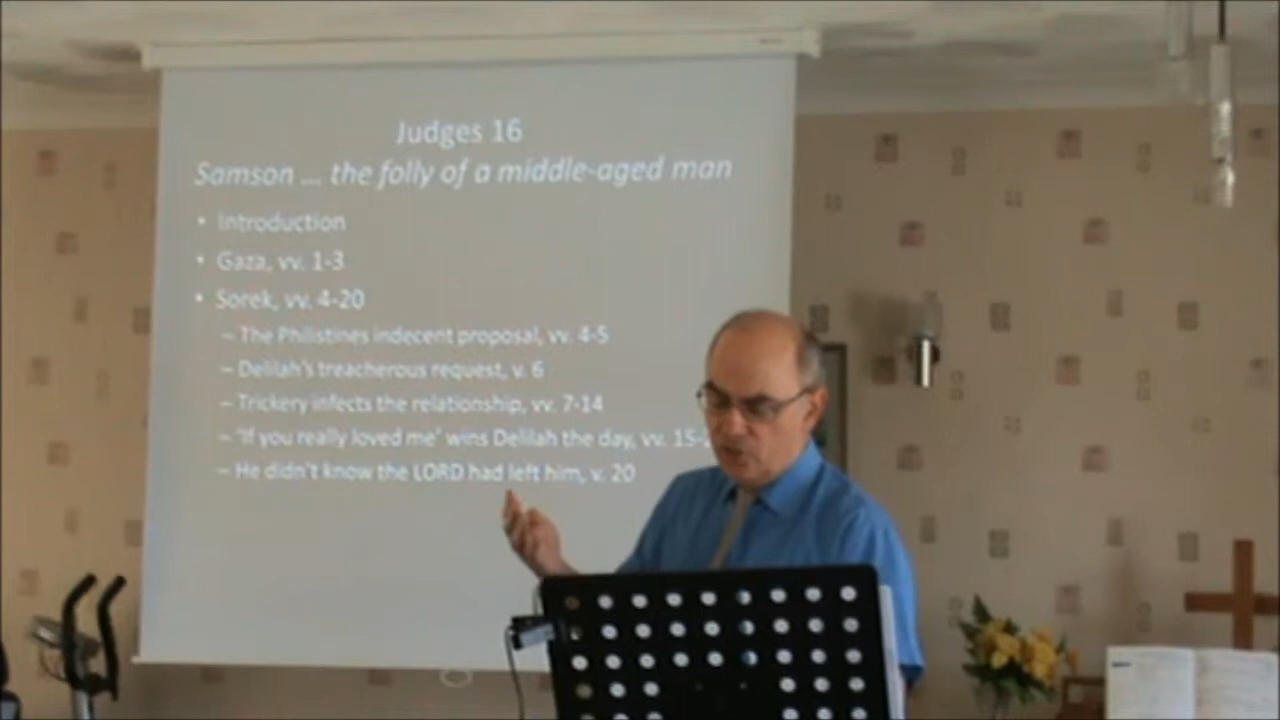 Judges 16
Samson ... the folly of a middle-aged man
• Introduction
• Gaza, vv. 1-3
• Sorek, vv. 4-20
– The Philistines indecent proposal, vv. 4-5
– Delilah's treacherous request, v. 6
– Trickery infects the relationship, vv. 7-14
– 'If you really loved me' wins Delilah the day, vv. 15-
– He didn't know the LORD had left him, v. 20